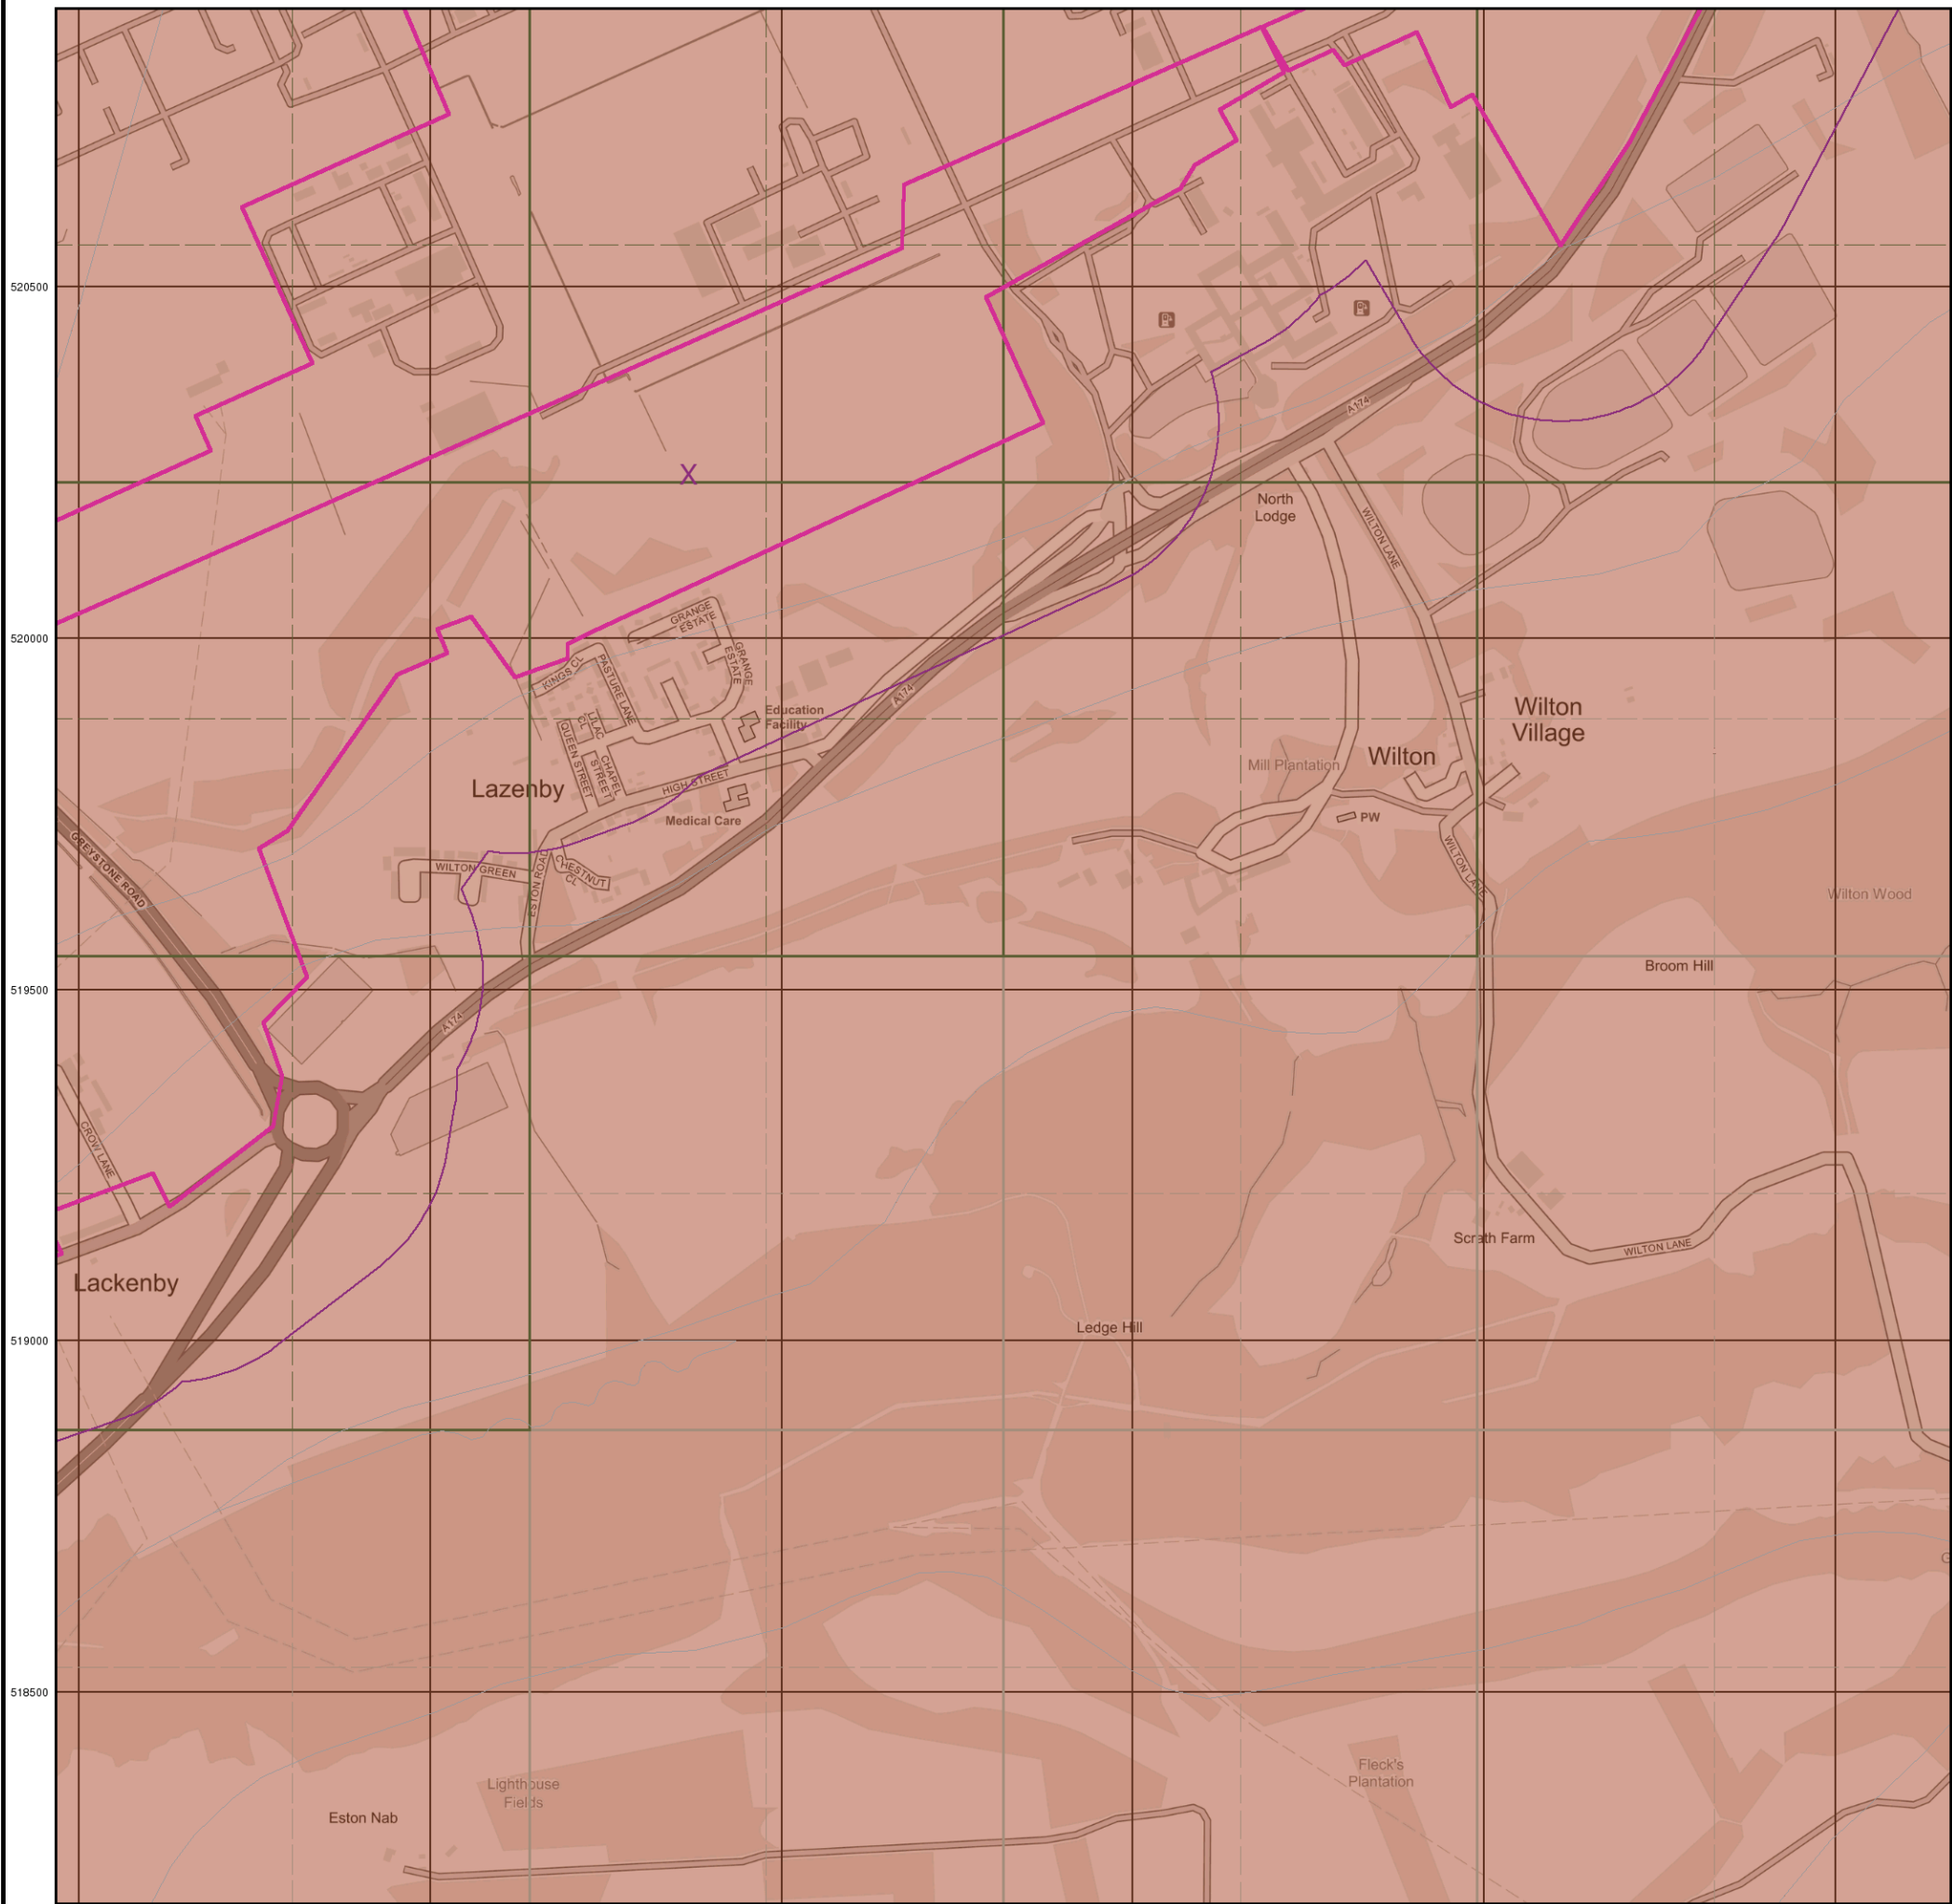 520500
A174
X
North
Lodge
WILTON LANE
520000
GRANGE
ESTATE
GRANGE
ESTATE
KINGS CL
PASTURE LANE
LILAC
CL
QUEEN STREET
CHAPEL
STREET
Education
Facility
A174
Wilton
Village
Wilton
Mill Plantation
Lazenby
HIGH STREET
Medical Care
PW
GREYSTONE ROAD
WILTON GREEN
ESTON ROAD
CHESTNUT
CL
WILTON LANE
Wilton Wood
Broom Hill
519500
A174
CROW LANE
Scrath Farm
WILTON LANE
Lackenby
Ledge Hill
519000
G
518500
Lighthouse
Fields
Fleck's
Plantation
Eston Nab